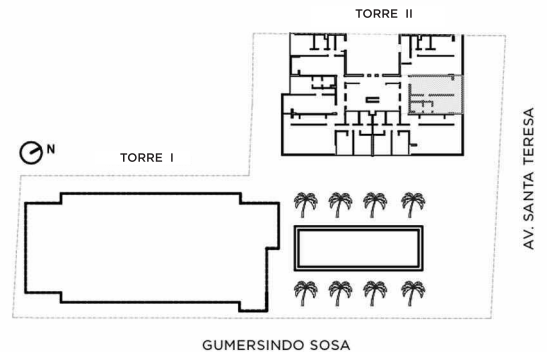 TORRE II
N
TORRE I
AV. SANTA TERESA
GUMERSINDO SOSA